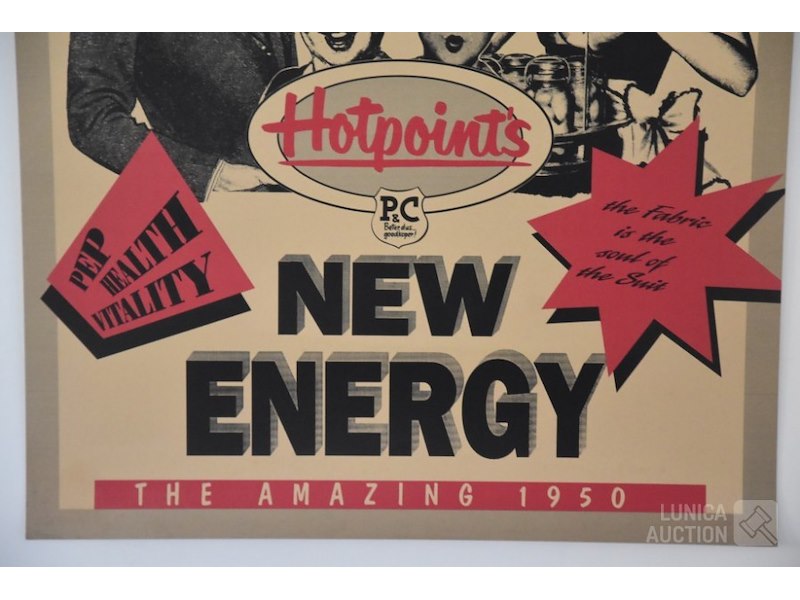 Hotpoint's
P&C
Beter dus...
goedkoper!
PEP
HEALTH
VITALITY
the Fabric
is the
soul of
the Suit
NEW
ENERGY
THE AMAZING 1950
LUNICA
AUCTION